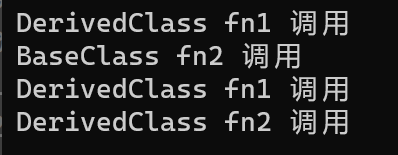 DerivedClass fn1 调用
BaseClass fn2 调用
DerivedClass fn1 调用
DerivedClass fn2 调用